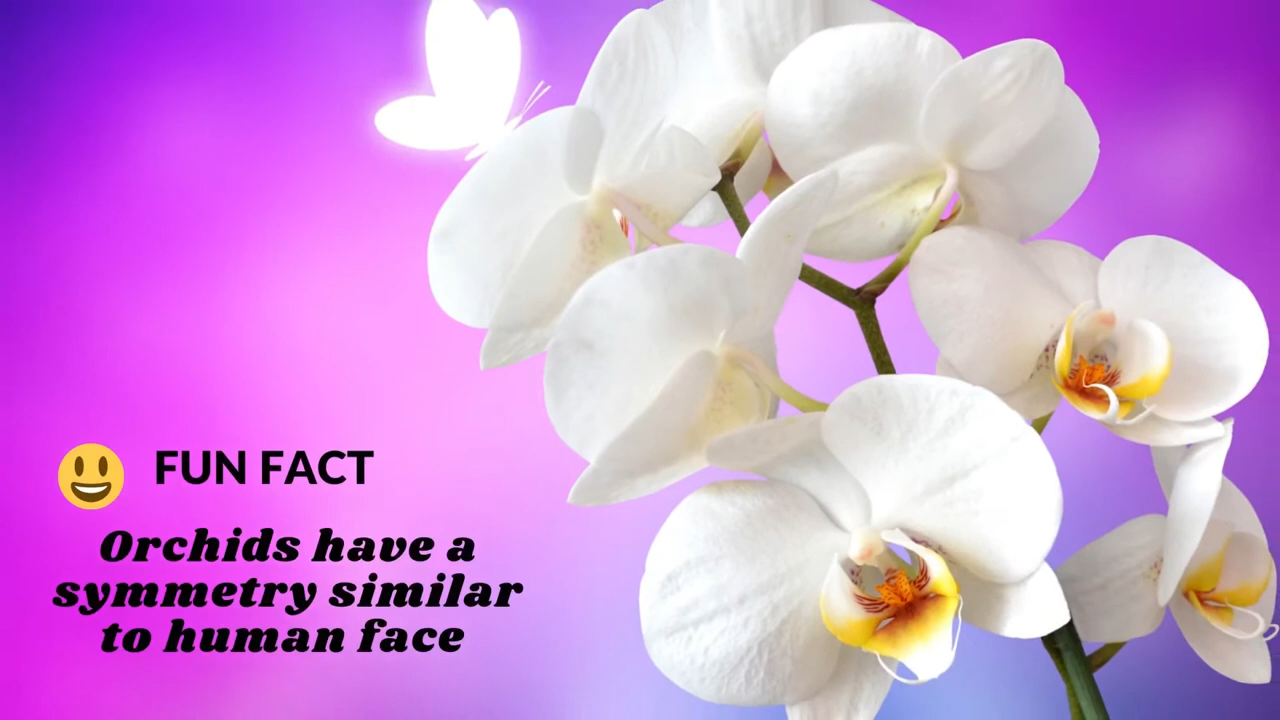 FUN FACT
Orchids have a
symmetry similar
to human face